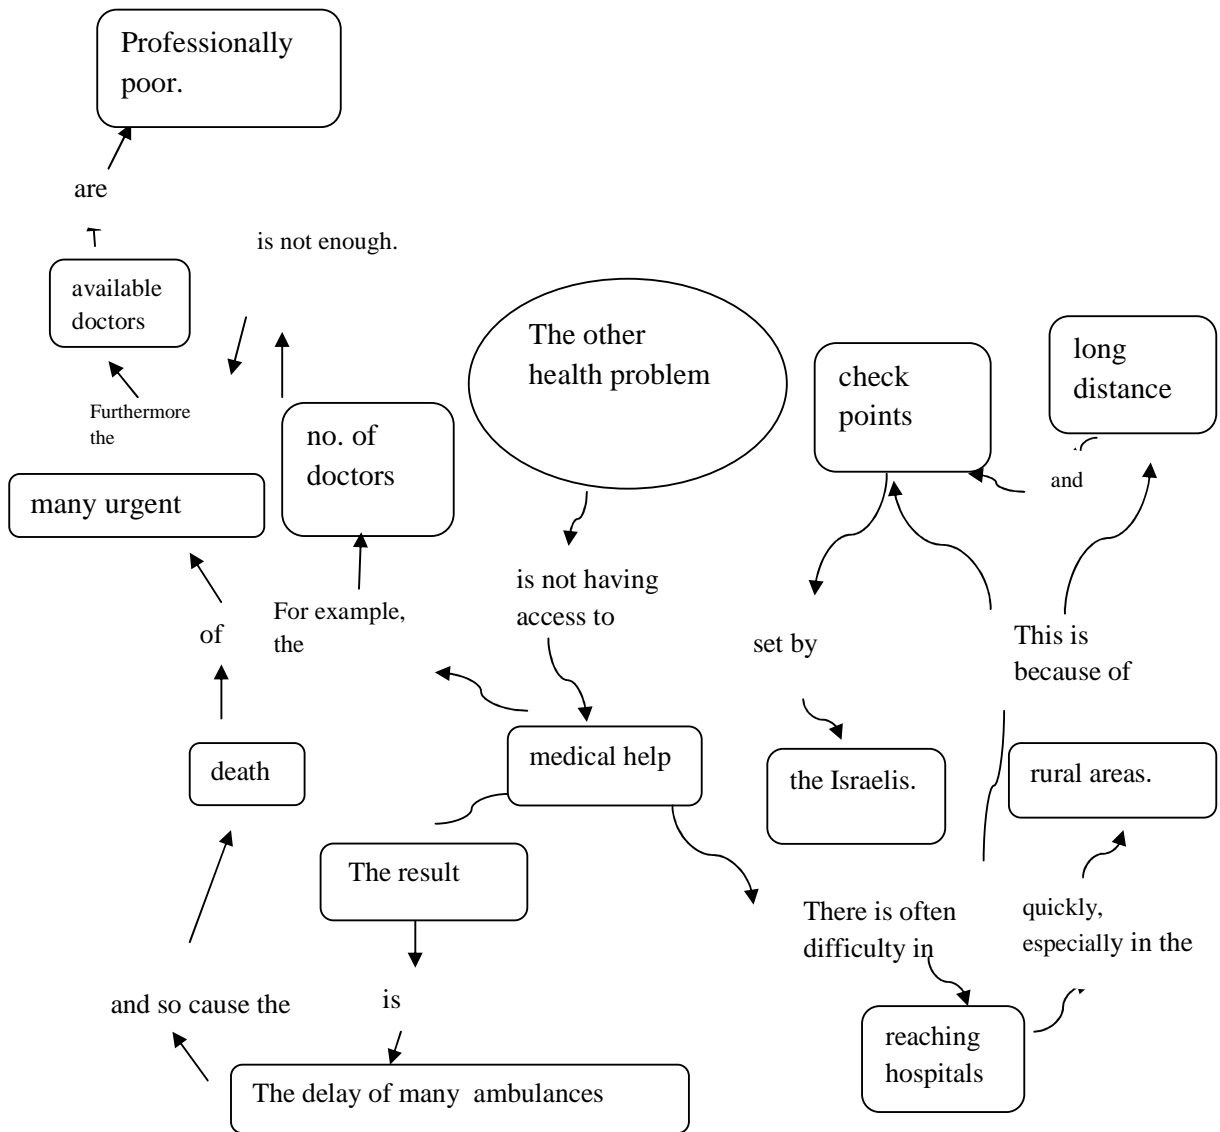 Professionally
poor.
are
is not enough.
available
doctors
The other
health problem
check
points
long
distance
Furthermore
the
no. of
doctors
and
many urgent
is not having
access to
For example,
the
of
set by
This is
because of
death
medical help
the Israelis.
rural areas.
The result
There is often
difficulty in
quickly,
especially in the
and so cause the
is
reaching
hospitals
The delay of many ambulances